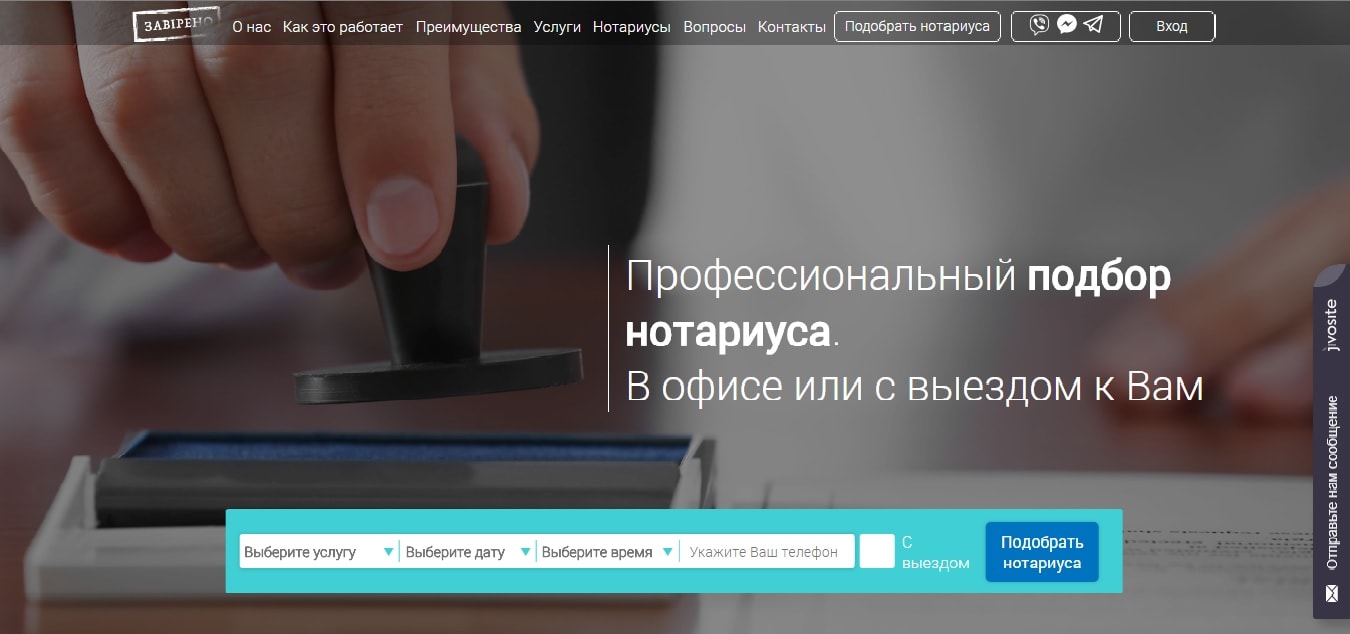 ЗАВІРЕНО
О нас Как это работает Преимущества Услуги Нотариусы Вопросы Контакты Подобрать нотариуса Вход
Профессиональный подбор
нотариуса.
В офисе или с выездом к Вам
Выберите услугу Выберите дату Выберите время Укажите Ваш телефон
С
выездом
Подобрать
нотариуса
jivosite
Отправьте нам сообщение